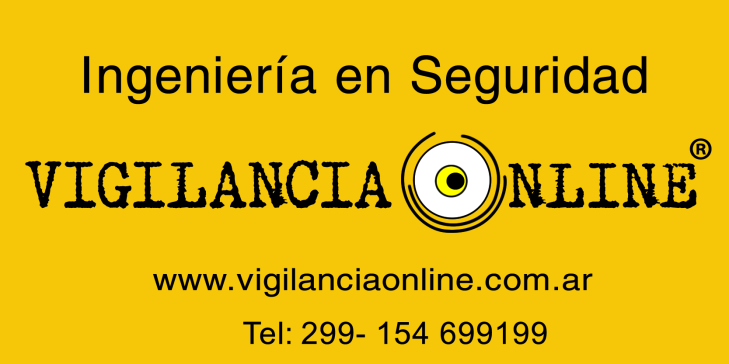 Ingeniería en Seguridad
VIGILANCIA ONLINE®
www.vigilanciaonline.com.ar
Tel: 299- 154 699199